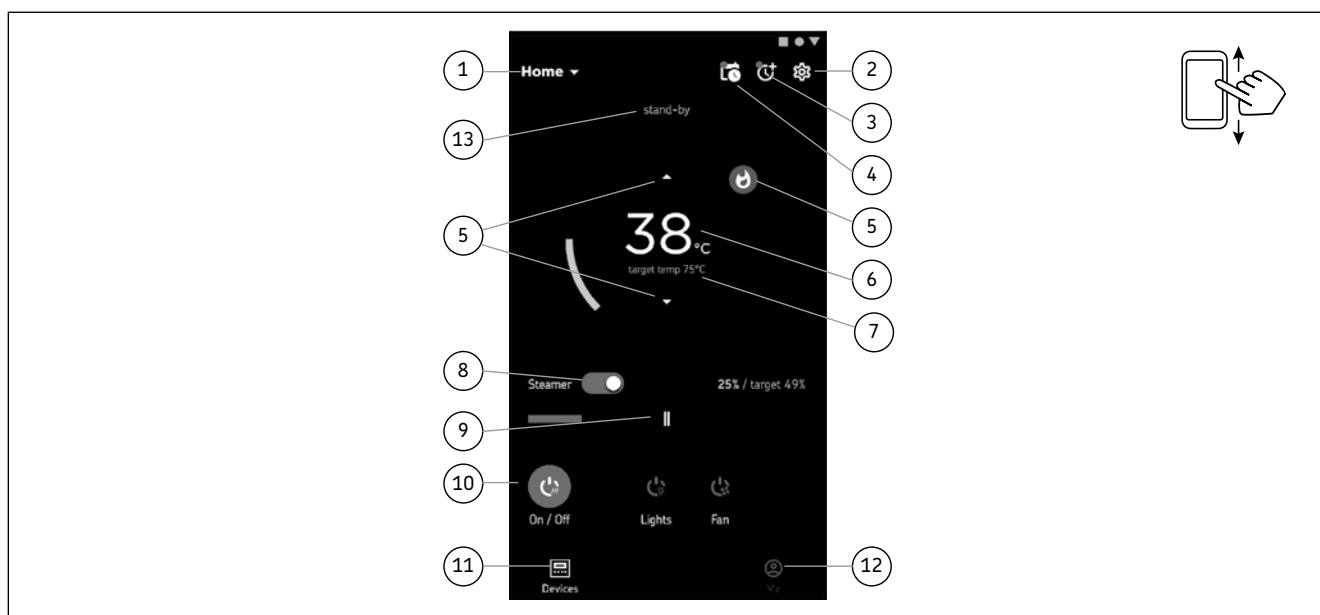 1 Home 2
3
13 stand-by
4
5 5
38°C
6
target temp 75°C
7
8 Steamer 25% / target 49%
9
10
On / Off Lights Fan
11 12
Devices Me